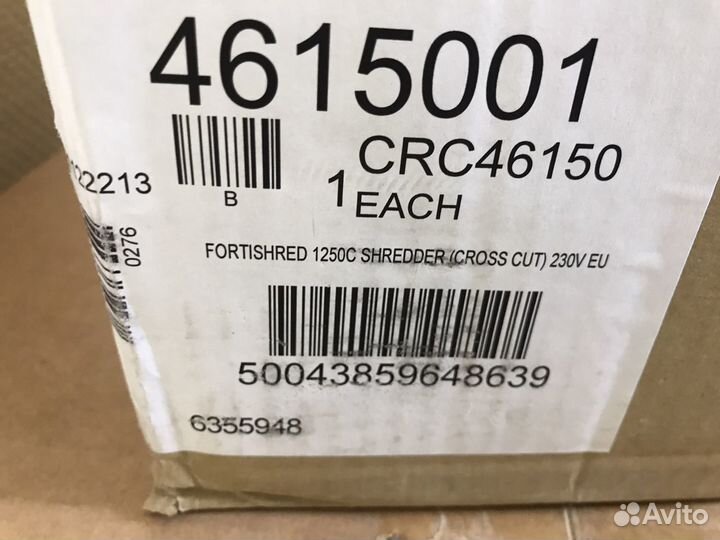 4615001
CRC46150
22213
B
1 EACH
0276
FORTISHRED 1250C SHREDDER (CROSS CUT) 230V EU
50043859648639
6355948
Avito